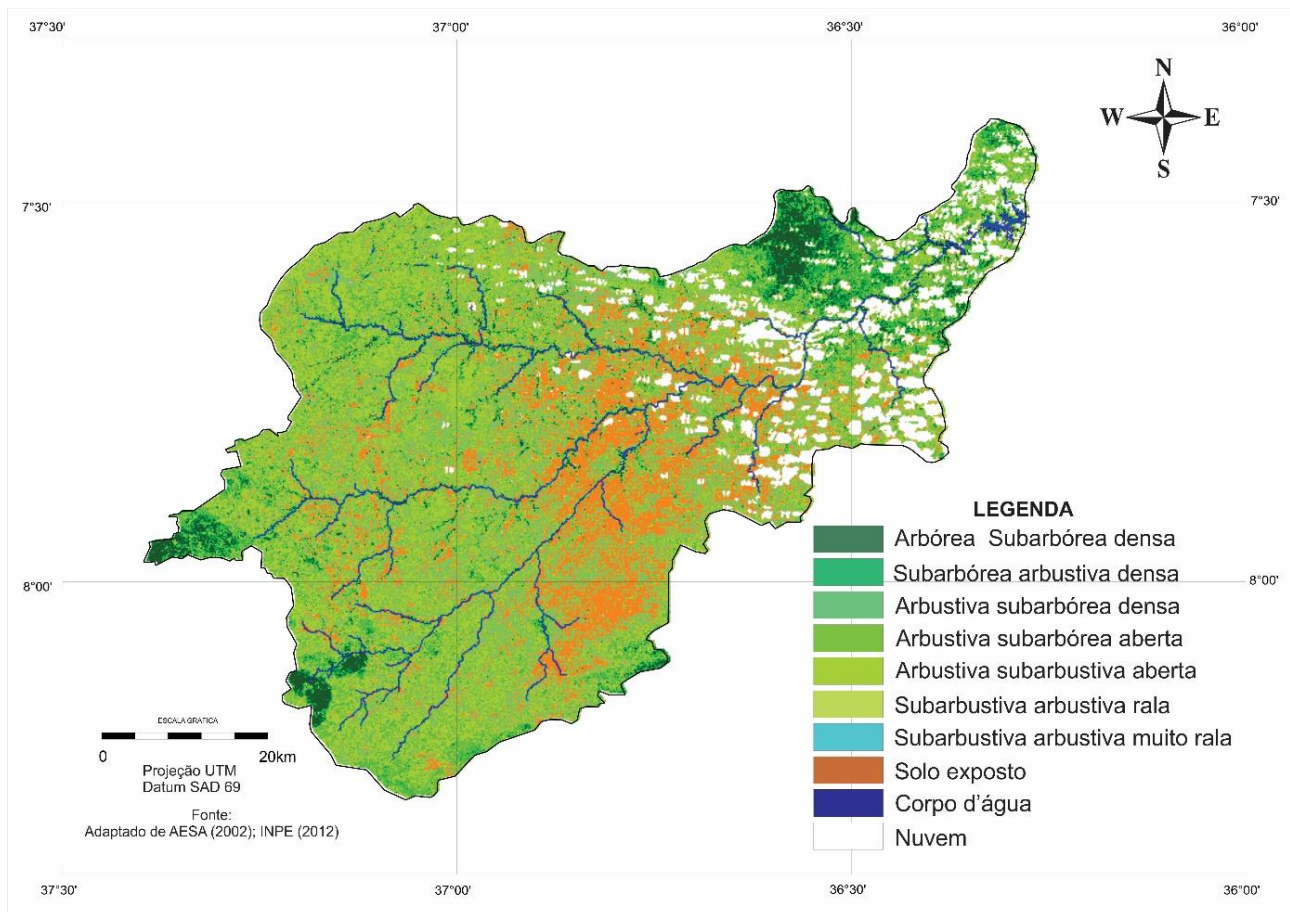 37°30'
37°00'
36°30'
36°00'
N
W E
S
7°30'
7°30'
8°00'
8°00'
LEGENDA
Arbórea Subarbórea densa
Subarbórea arbustiva densa
Arbustiva subarbórea densa
Arbustiva subarbórea aberta
Arbustiva subarbustiva aberta
Subarbustiva arbustiva rala
Subarbustiva arbustiva muito rala
Solo exposto
Corpo d'água
Nuvem
ESCALA GRÁFICA
0 20km
Projeção UTM
Datum SAD 69
Fonte:
Adaptado de AESA (2002); INPE (2012)
37°30'
37°00'
36°30'
36°00'